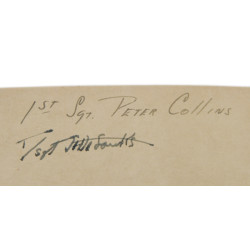 1ST Sgt. Peter Collins
T/Sgt